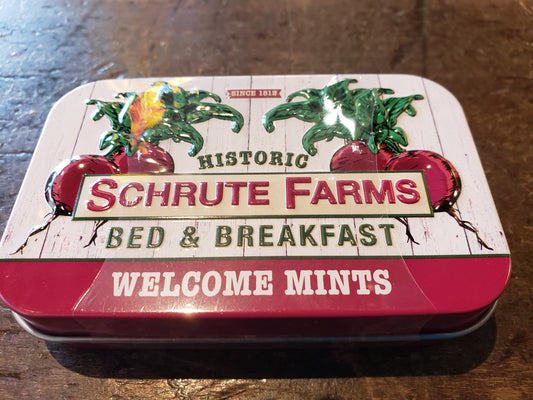 SINCE 1812
HISTORIC
SCHRUTE FARMS
BED & BREAKFAST
WELCOME MINTS